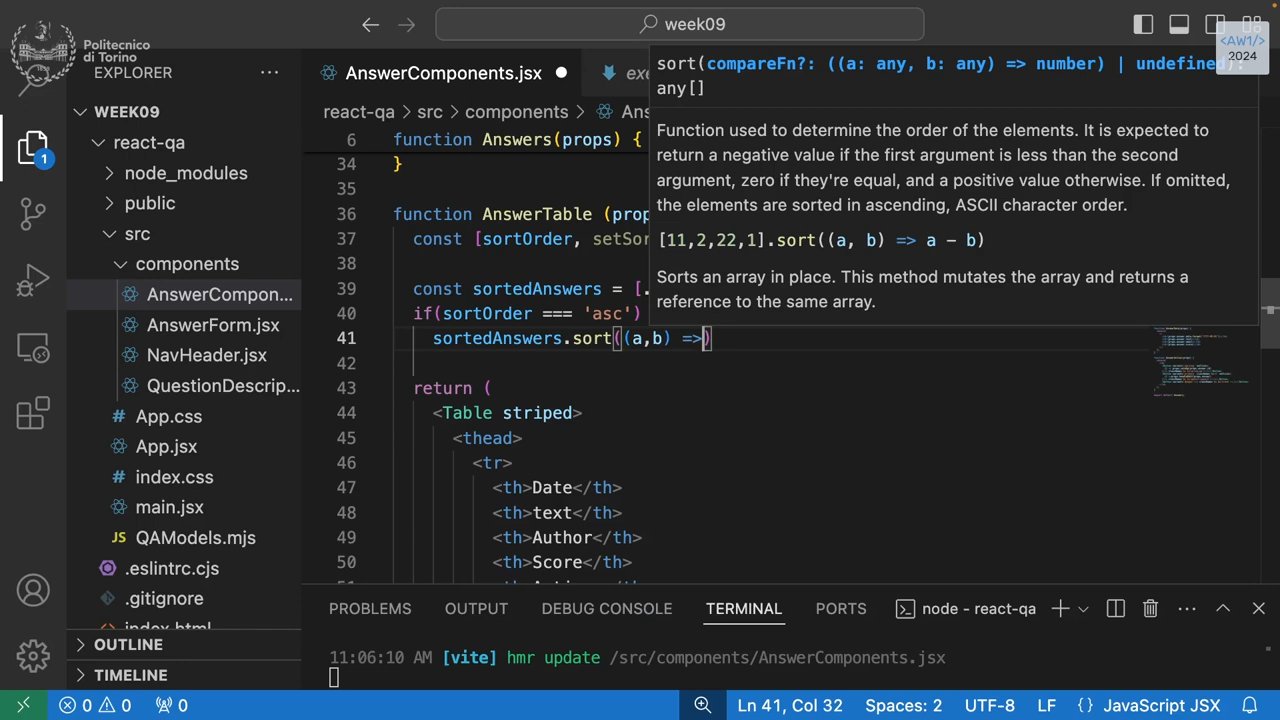 week09
<AW1/>
2024
Politecnico
di Torino
EXPLORER
AnswerComponents.jsx
exe
sort(compareFn?: ((a: any, b: any) => number) | undefined):
any[]
WEEK09
react-qa > src > components > Ans
1
react-qa
node_modules
public
src
components
AnswerCompon...
AnswerForm.jsx
NavHeader.jsx
QuestionDescrip...
App.css
App.jsx
index.css
main.jsx
JS QAModels.mjs
.eslintrc.cjs
.gitignore
index.html
OUTLINE
TIMELINE
Function used to determine the order of the elements. It is expected to
return a negative value if the first argument is less than the second
argument, zero if they're equal, and a positive value otherwise. If omitted,
the elements are sorted in ascending, ASCII character order.
[11,2,22,1].sort((a, b) => a - b)
Sorts an array in place. This method mutates the array and returns a
reference to the same array.
6 function Answers(props) {
34 }
35
36 function AnswerTable (prop
37 const [sortOrder, setSor
38
39 const sortedAnswers = [.
40 if(sortOrder === 'asc')
41 sortedAnswers.sort((a,b) =>)
42
43 return (
44 <Table striped>
45 <thead>
46 <tr>
47 <th>Date</th>
48 <th>text</th>
49 <th>Author</th>
50 <th>Score</th>
PROBLEMS OUTPUT DEBUG CONSOLE TERMINAL PORTS node - react-qa
11:06:10 AM [vite] hmr update /src/components/AnswerComponents.jsx
0 0 0 Ln 41, Col 32 Spaces: 2 UTF-8 LF {} JavaScript JSX